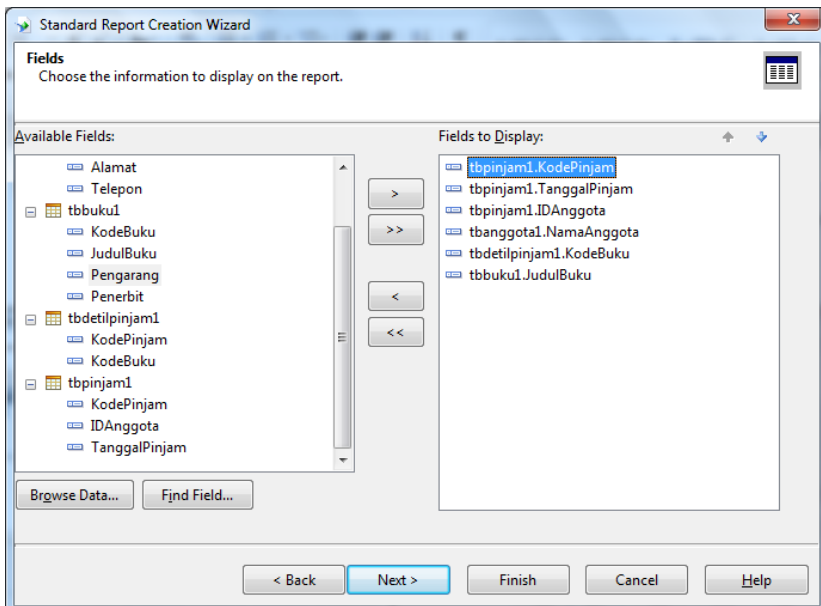 Standard Report Creation Wizard
Fields
Choose the information to display on the report.
Available Fields:
Alamat
Telepon
tbbuku1
KodeBuku
JudulBuku
Pengarang
Penerbit
tbdetilpinjam1
KodePinjam
KodeBuku
tbpinjam1
KodePinjam
IDAnggota
TanggalPinjam
Browse Data...
Find Field...
>
>>
<
<<
Fields to Display:
tbpinjam1.KodePinjam
tbpinjam1.TanggalPinjam
tbpinjam1.IDAnggota
tbanggota1.NamaAnggota
tbdetilpinjam1.KodeBuku
tbbuku1.JudulBuku
< Back
Next >
Finish
Cancel
Help